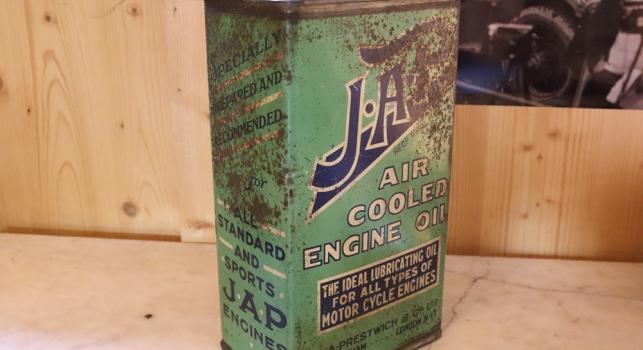 SPECIALLY
PREPARED AND
RECOMMENDED
for
ALL
STANDARD
AND
SPORTS
J.A.P
ENGINES
J.A.
AIR
COOLED
ENGINE OIL
THE IDEAL LUBRICATING OIL
FOR ALL TYPES OF
MOTOR CYCLE ENGINES
A. PRESTWICH & Co LTD
LONDON N.17